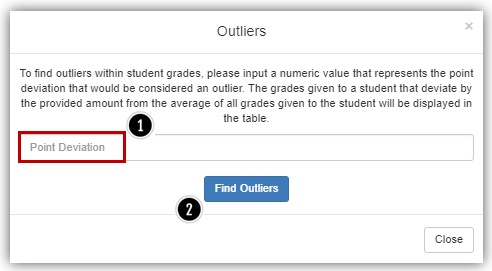 Outliers
×
To find outliers within student grades, please input a numeric value that represents the point
deviation that would be considered an outlier. The grades given to a student that deviate by
the provided amount from the average of all grades given to the student will be displayed in
the table.
1
Point Deviation
Find Outliers
2
Close